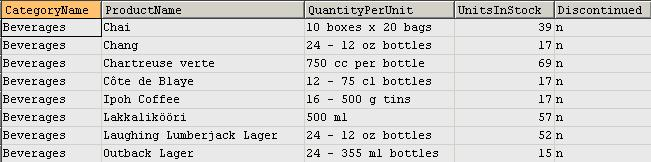 CategoryName ProductName QuantityPerUnit UnitsInStock Discontinued
Beverages Chai 10 boxes x 20 bags 39 n
Beverages Chang 24 - 12 oz bottles 17 n
Beverages Chartreuse verte 750 cc per bottle 69 n
Beverages Côte de Blaye 12 - 75 cl bottles 17 n
Beverages Ipoh Coffee 16 - 500 g tins 17 n
Beverages Lakkalikööri 500 ml 57 n
Beverages Laughing Lumberjack Lager 24 - 12 oz bottles 52 n
Beverages Outback Lager 24 - 355 ml bottles 15 n